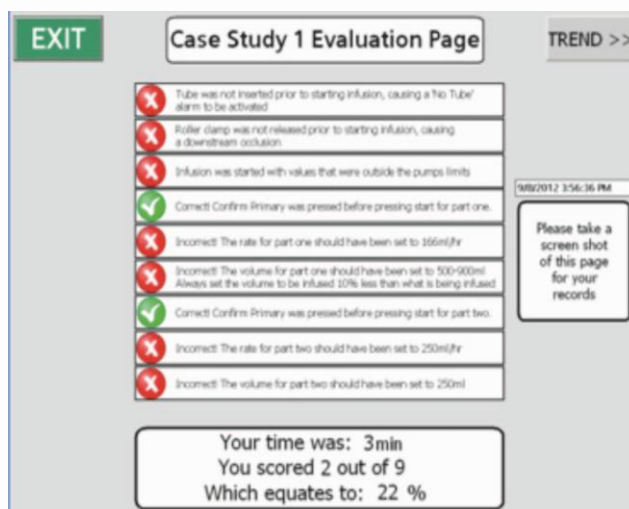 EXIT
Case Study 1 Evaluation Page
TREND >>
Tube was not inserted prior to starting infusion, causing a 'No Tube'
alarm to be activated
Roller clamp was not released prior to starting infusion, causing
a downstream occlusion
Infusion was started with values that were outside the pumps limits
Correct! Confirm Primary was pressed before pressing start for part one.
Incorrect! The rate for part one should have been set to 166ml/hr
Incorrect! The volume for part one should have been set to 500-900ml
Always set the volume to be infused 10% less than what is being infused
Correct! Confirm Primary was pressed before pressing start for part two.
Incorrect! The rate for part two should have been set to 250ml/hr
Incorrect! The volume for part two should have been set to 250ml
9/8/2012 3:56:36 PM
Please take a
screen shot
of this page
for your
records
Your time was: 3min
You scored 2 out of 9
Which equates to: 22 %